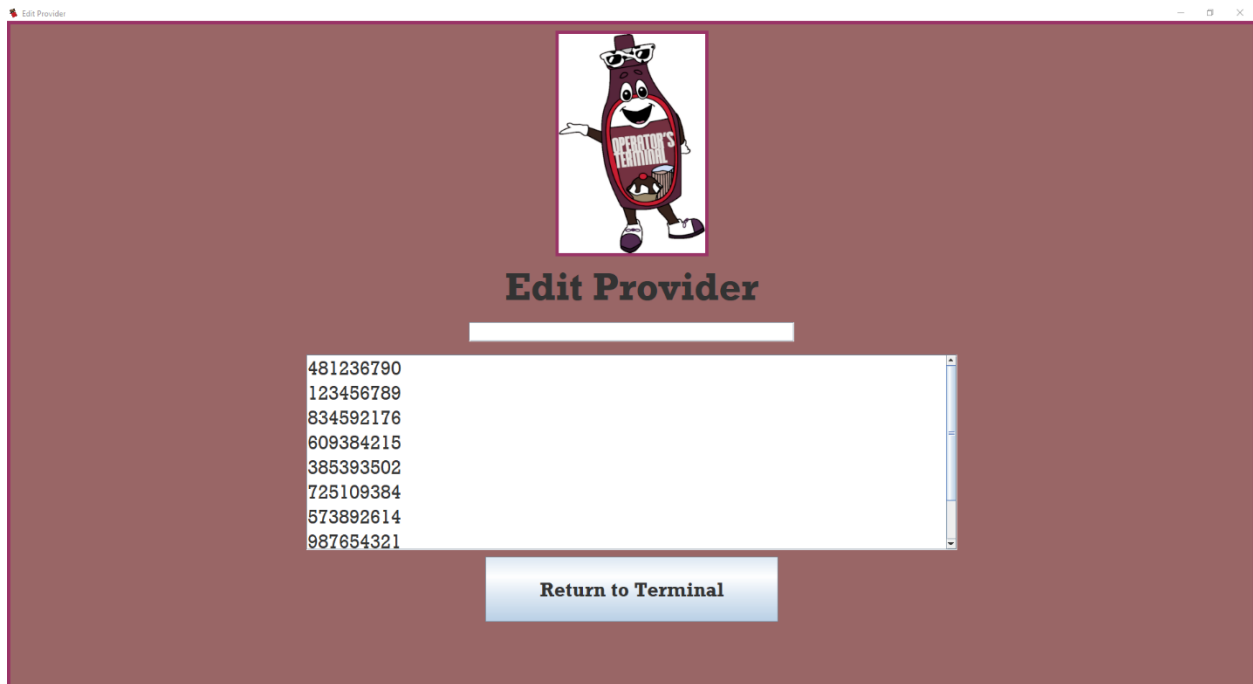 Edit Provider
OPERATOR'S
TERMINAL
Edit Provider
481236790
123456789
834592176
609384215
385393502
725109384
573892614
987654321
Return to Terminal